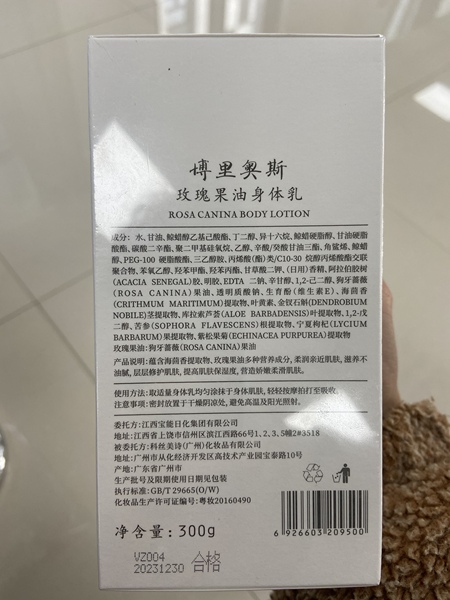 博里奥斯
玫瑰果油身体乳
ROSA CANINA BODY LOTION
成分：水、甘油、鲸蜡醇乙基己酸酯、丁二醇、异十六烷、鲸蜡硬脂醇、甘油硬脂
酸酯、碳酸二辛酯、聚二甲基硅氧烷、乙醇、辛酸/癸酸甘油三酯、角鲨烯、鲸蜡
醇、PEG-100 硬脂酸酯、三乙醇胺、丙烯酸(酯)类/C10-30 烷醇丙烯酸酯交联
聚合物、苯氧乙醇、羟苯甲酯、羟苯丙酯、甘草酸二钾、(日用)香精、阿拉伯胶树
(ACACIA SENEGAL)胶、明胶、EDTA 二钠、辛甘醇、1,2-己二醇、狗牙蔷薇
(ROSA CANINA)果油、透明质酸钠、生育酚(维生素E)、海茴香
(CRITHMUM MARITIMUM)提取物、叶黄素、金钗石斛(DENDROBIUM
NOBILE)茎提取物、库拉索芦荟(ALOE BARBADENSIS)叶提取物、1,2-戊
二醇、苦参(SOPHORA FLAVESCENS)根提取物、宁夏枸杞(LYCIUM
BARBARUM)果提取物、紫松果菊(ECHINACEA PURPUREA)提取物
玫瑰果油:狗牙蔷薇(ROSA CANINA)果油
产品说明:蕴含海茴香提取物、玫瑰果油多种营养成分,柔润亲近肌肤,滋养不
油腻,层层修护肌肤,提高肌肤保湿度,营造娇嫩柔滑肌肤。
使用方法:取适量身体乳均匀涂抹于身体肌肤,轻轻按摩拍打至吸收。
注意事项:密封放置于干燥阴凉处,避免高温及阳光照射。
委托方:江西宝能日化集团有限公司
地址:江西省上饶市信州区滨江西路66号1、2、3、5幢2#3518
被委托方:科丝美诗(广州)化妆品有限公司
地址:广州市从化经济开发区高技术产业园宝泰路10号
产地:广东省广州市
生产批号及限期使用日期见包装
执行标准:GB/T 29665(O/W)
化妆品生产许可证编号:粤妆20160490
净含量：300g
6 926603 209500
VZ004
20231230 合格